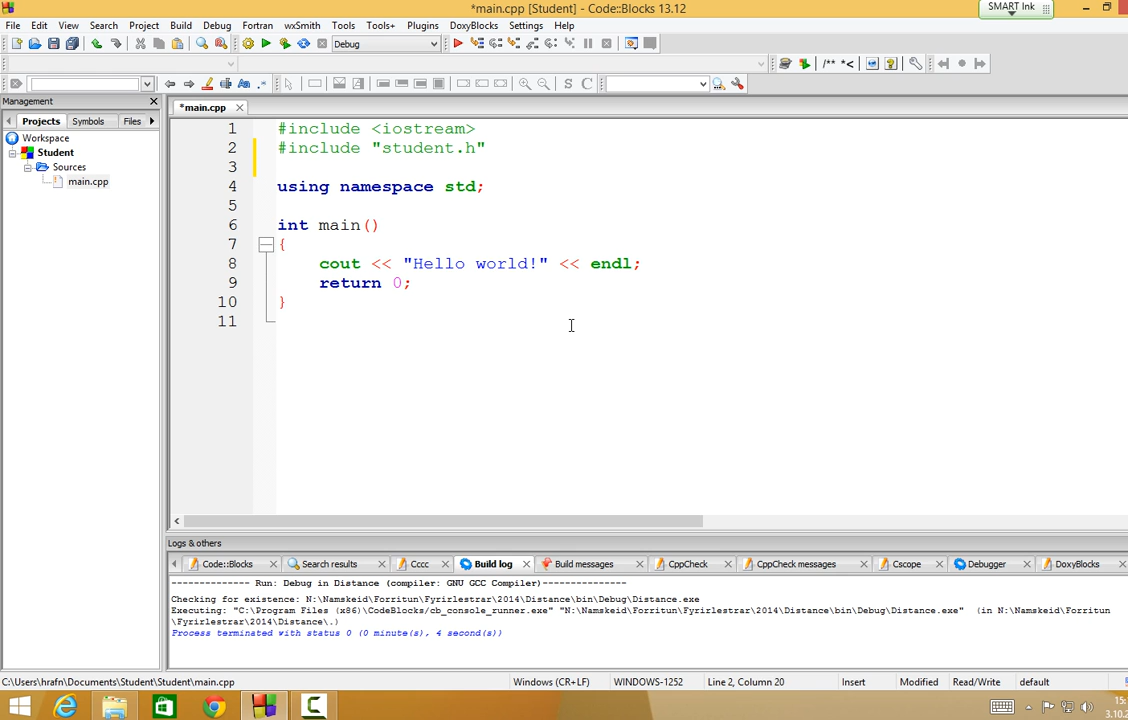 *main.cpp [Student] - Code::Blocks 13.12
SMART Ink
File Edit View Search Project Build Debug Fortran wxSmith Tools Tools+ Plugins DoxyBlocks Settings Help
Debug
/** *<
Aa .*
S C
Management
*main.cpp
Projects Symbols Files
Workspace
Student
Sources
main.cpp
1 #include <iostream>
2 #include "student.h"
3
4 using namespace std;
5
6 int main()
7 {
8 cout << "Hello world!" << endl;
9 return 0;
10 }
11
Logs & others
Code::Blocks Search results Cccc Build log Build messages CppCheck CppCheck messages Cscope Debugger DoxyBlocks
-------------- Run: Debug in Distance (compiler: GNU GCC Compiler)---------------
Checking for existence: N:\Namskeid\Forritun\Fyrirlestrar\2014\Distance\bin\Debug\Distance.exe
Executing: "C:\Program Files (x86)\CodeBlocks/cb_console_runner.exe" "N:\Namskeid\Forritun\Fyrirlestrar\2014\Distance\bin\Debug\Distance.exe"  (in N:\Namskeid\Forritun
\Fyrirlestrar\2014\Distance\.)
Process terminated with status 0 (0 minute(s), 4 second(s))
C:\Users\hrafn\Documents\Student\Student\main.cpp Windows (CR+LF) WINDOWS-1252 Line 2, Column 20 Insert Modified Read/Write default
15:
3.10.2